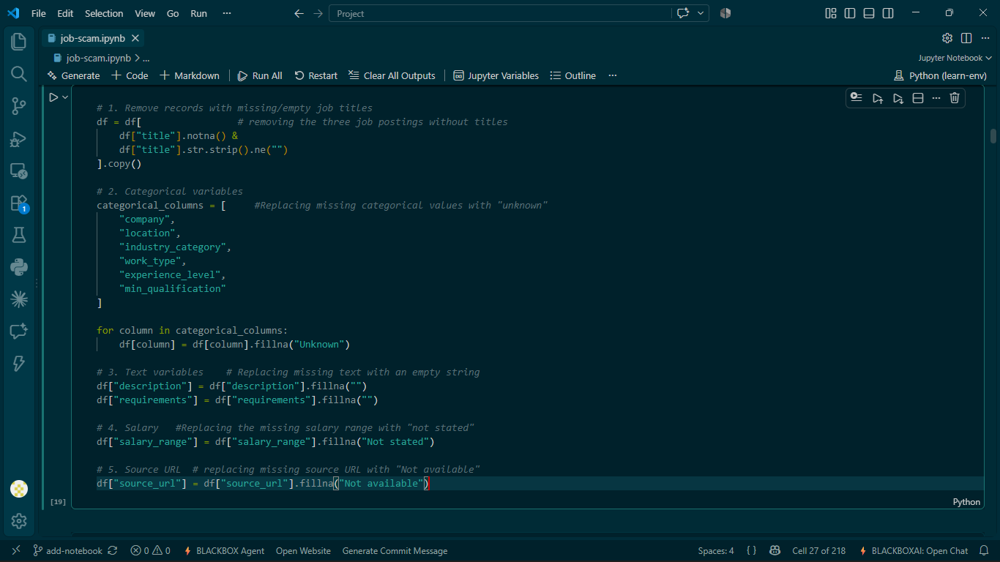 File Edit Selection View Go Run ··· Project
job-scam.ipynb
job-scam.ipynb > ...
Jupyter Notebook
Generate + Code + Markdown Run All Restart Clear All Outputs Jupyter Variables Outline ··· Python (learn-env)
# 1. Remove records with missing/empty job titles
df = df[ # removing the three job postings without titles
df["title"].notna() &
df["title"].str.strip().ne("")
].copy()
# 2. Categorical variables
categorical_columns = [ #Replacing missing categorical values with "unknown"
"company",
"location",
"industry_category",
"work_type",
"experience_level",
"min_qualification"
]
for column in categorical_columns:
df[column] = df[column].fillna("Unknown")
# 3. Text variables # Replacing missing text with an empty string
df["description"] = df["description"].fillna("")
df["requirements"] = df["requirements"].fillna("")
# 4. Salary #Replacing the missing salary range with "not stated"
df["salary_range"] = df["salary_range"].fillna("Not stated")
# 5. Source URL # replacing missing source URL with "Not available"
df["source_url"] = df["source_url"].fillna("Not available")
[19] Python
1
add-notebook 0 0 BLACKBOX Agent Open Website Generate Commit Message Spaces: 4 {} Cell 27 of 218 BLACKBOXAI: Open Chat